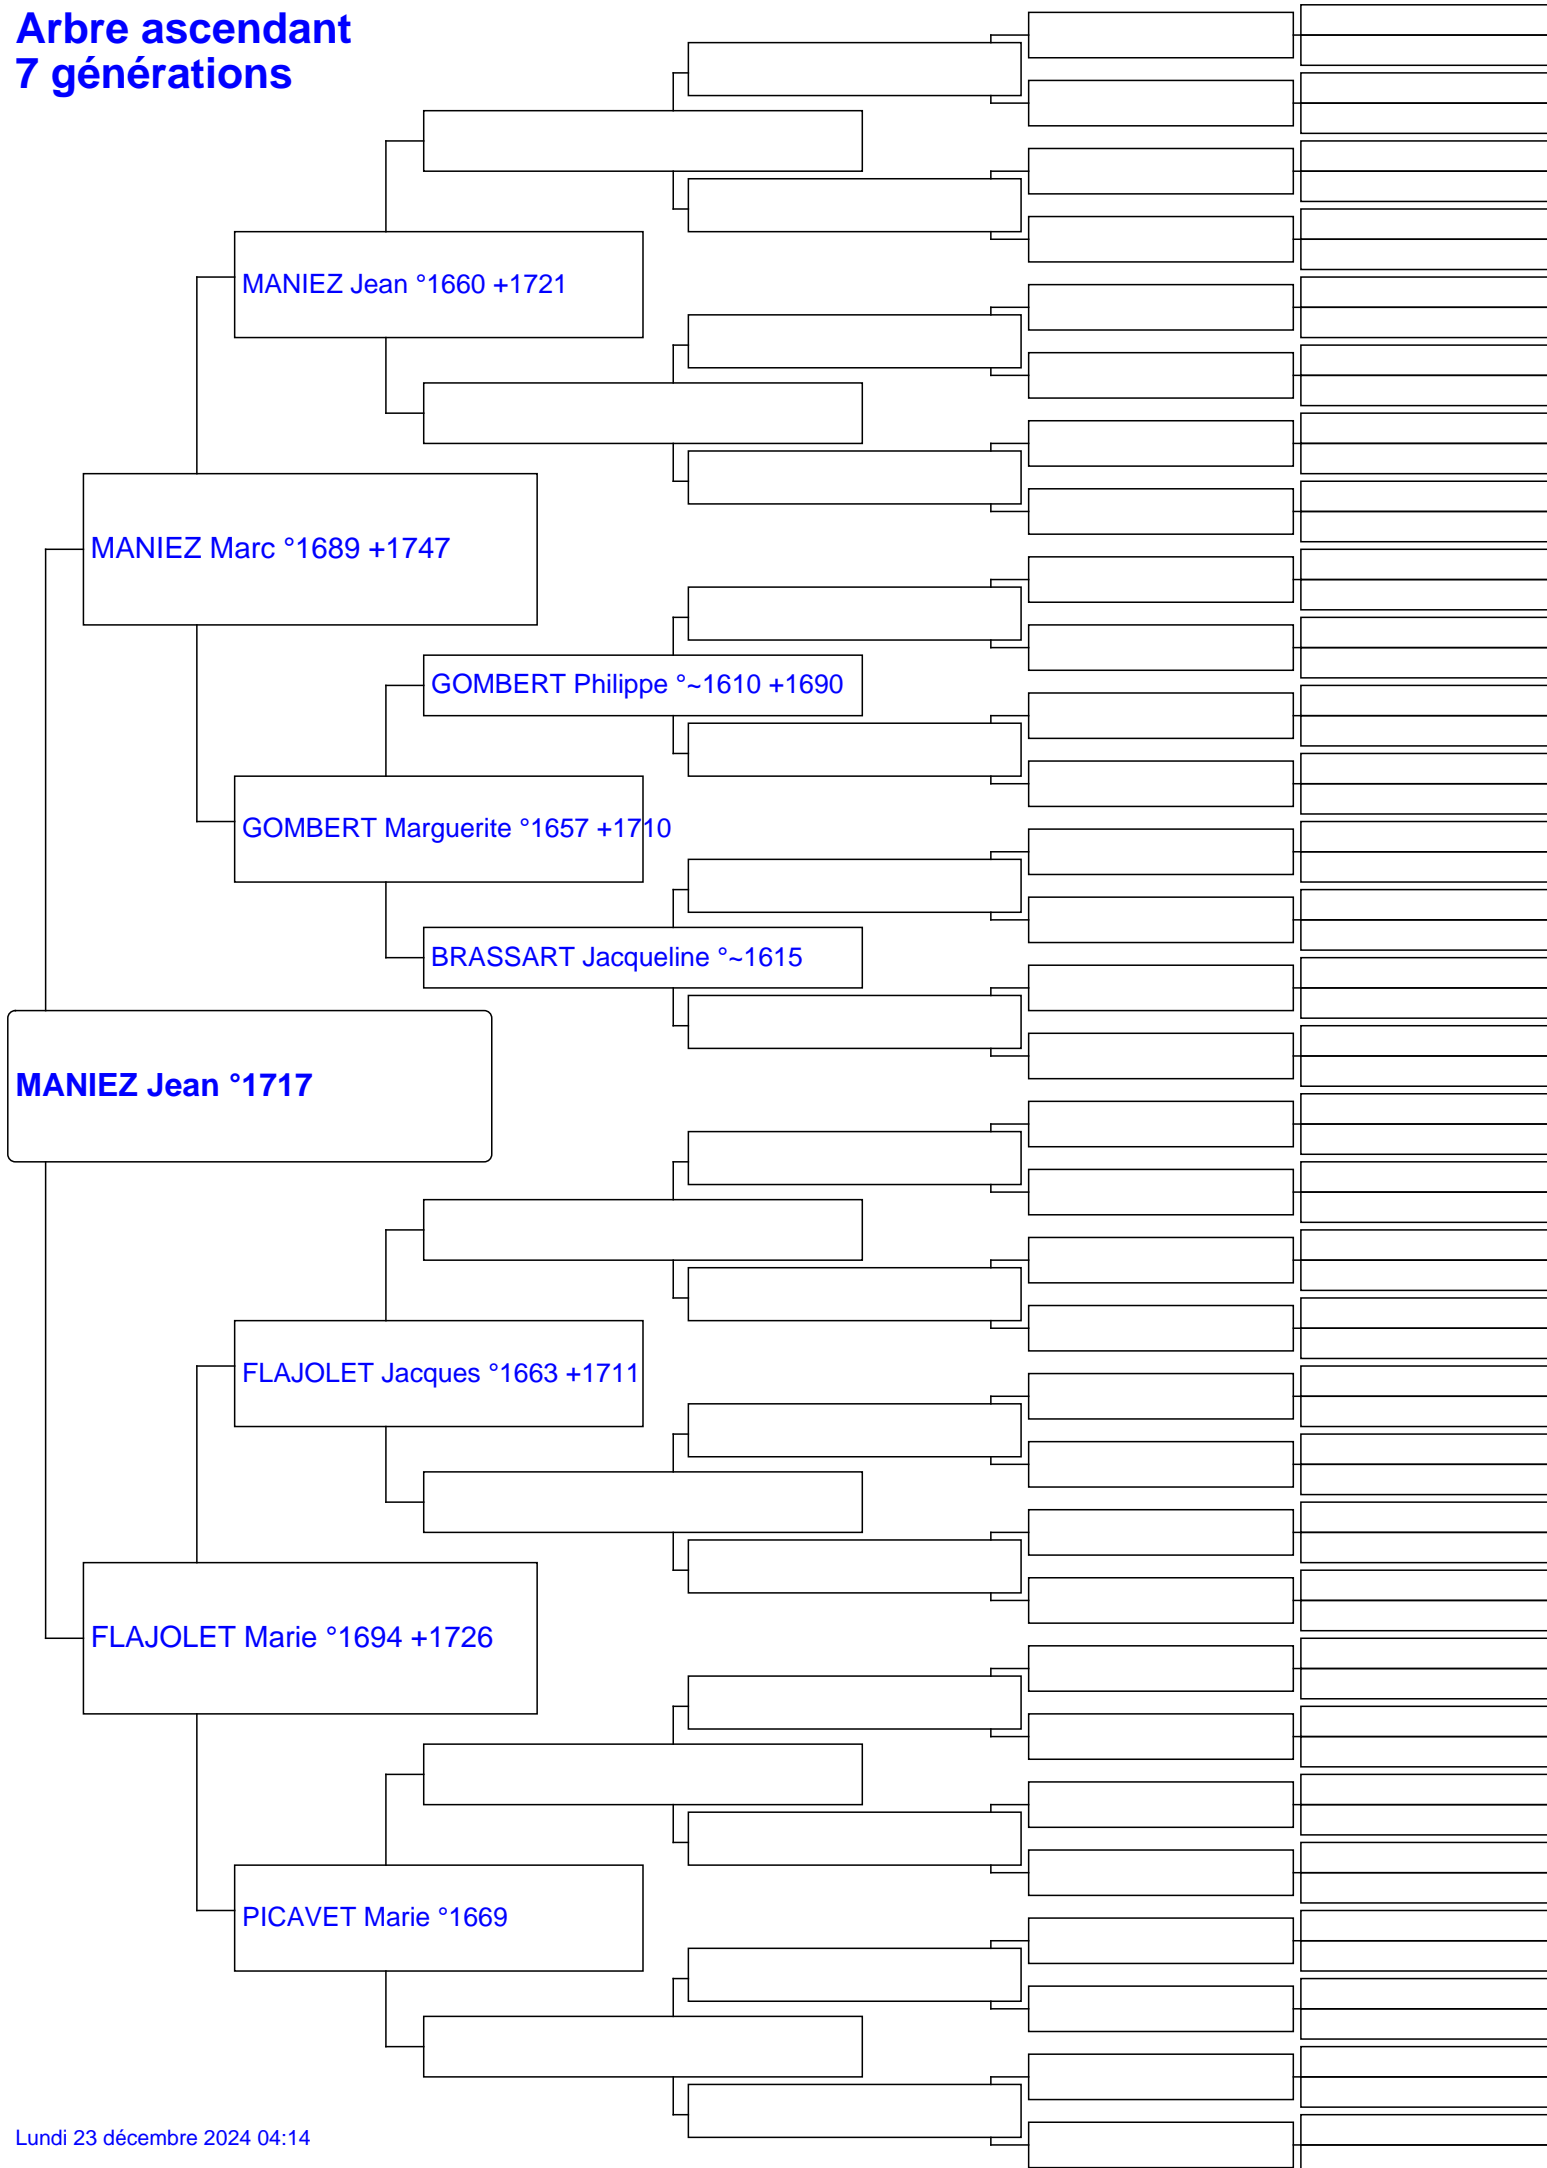 Arbre ascendant
7 générations
MANIEZ Jean °1660 +1721
MANIEZ Marc °1689 +1747
GOMBERT Philippe °~1610 +1690
GOMBERT Marguerite °1657 +1710
BRASSART Jacqueline °~1615
MANIEZ Jean °1717
FLAJOLET Jacques °1663 +1711
FLAJOLET Marie °1694 +1726
PICAVET Marie °1669
Lundi 23 décembre 2024 04:14